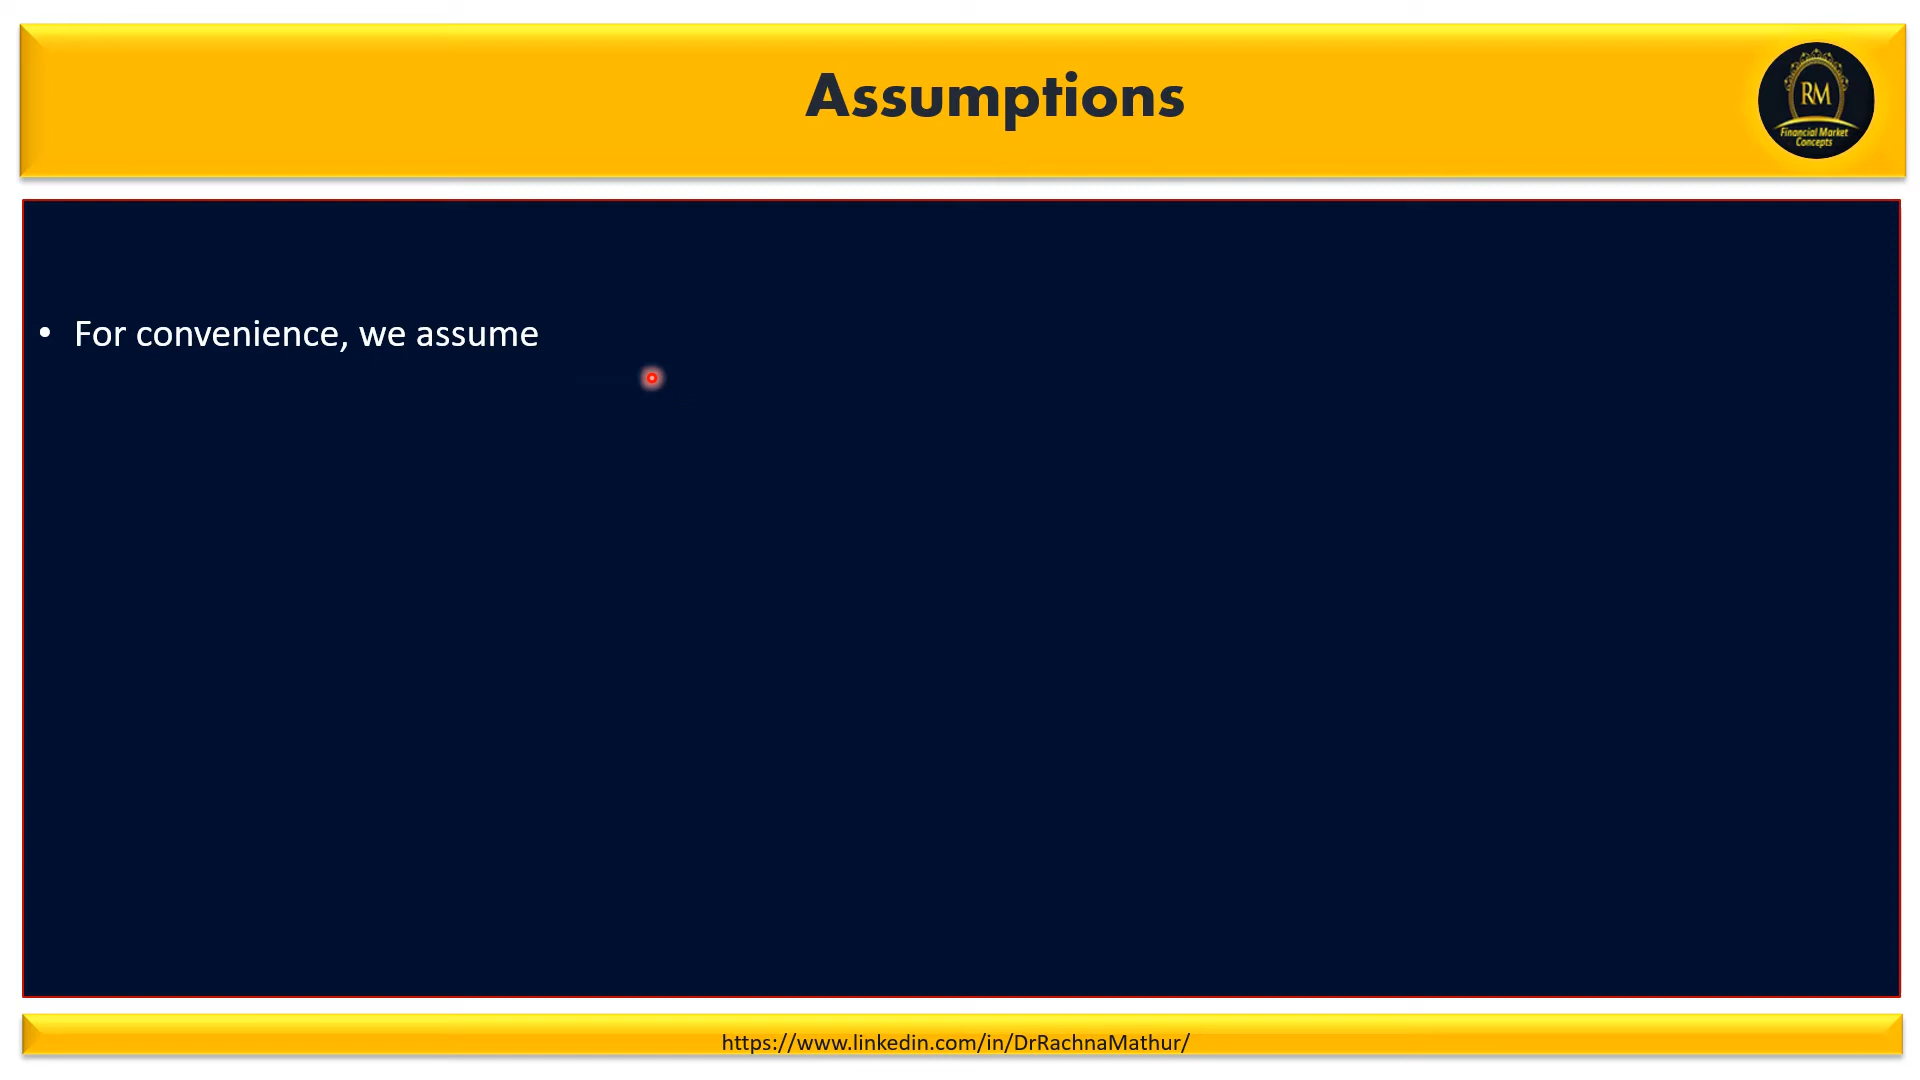 Assumptions
RM
Financial Market
Concepts
• For convenience, we assume
https://www.linkedin.com/in/DrRachnaMathur/